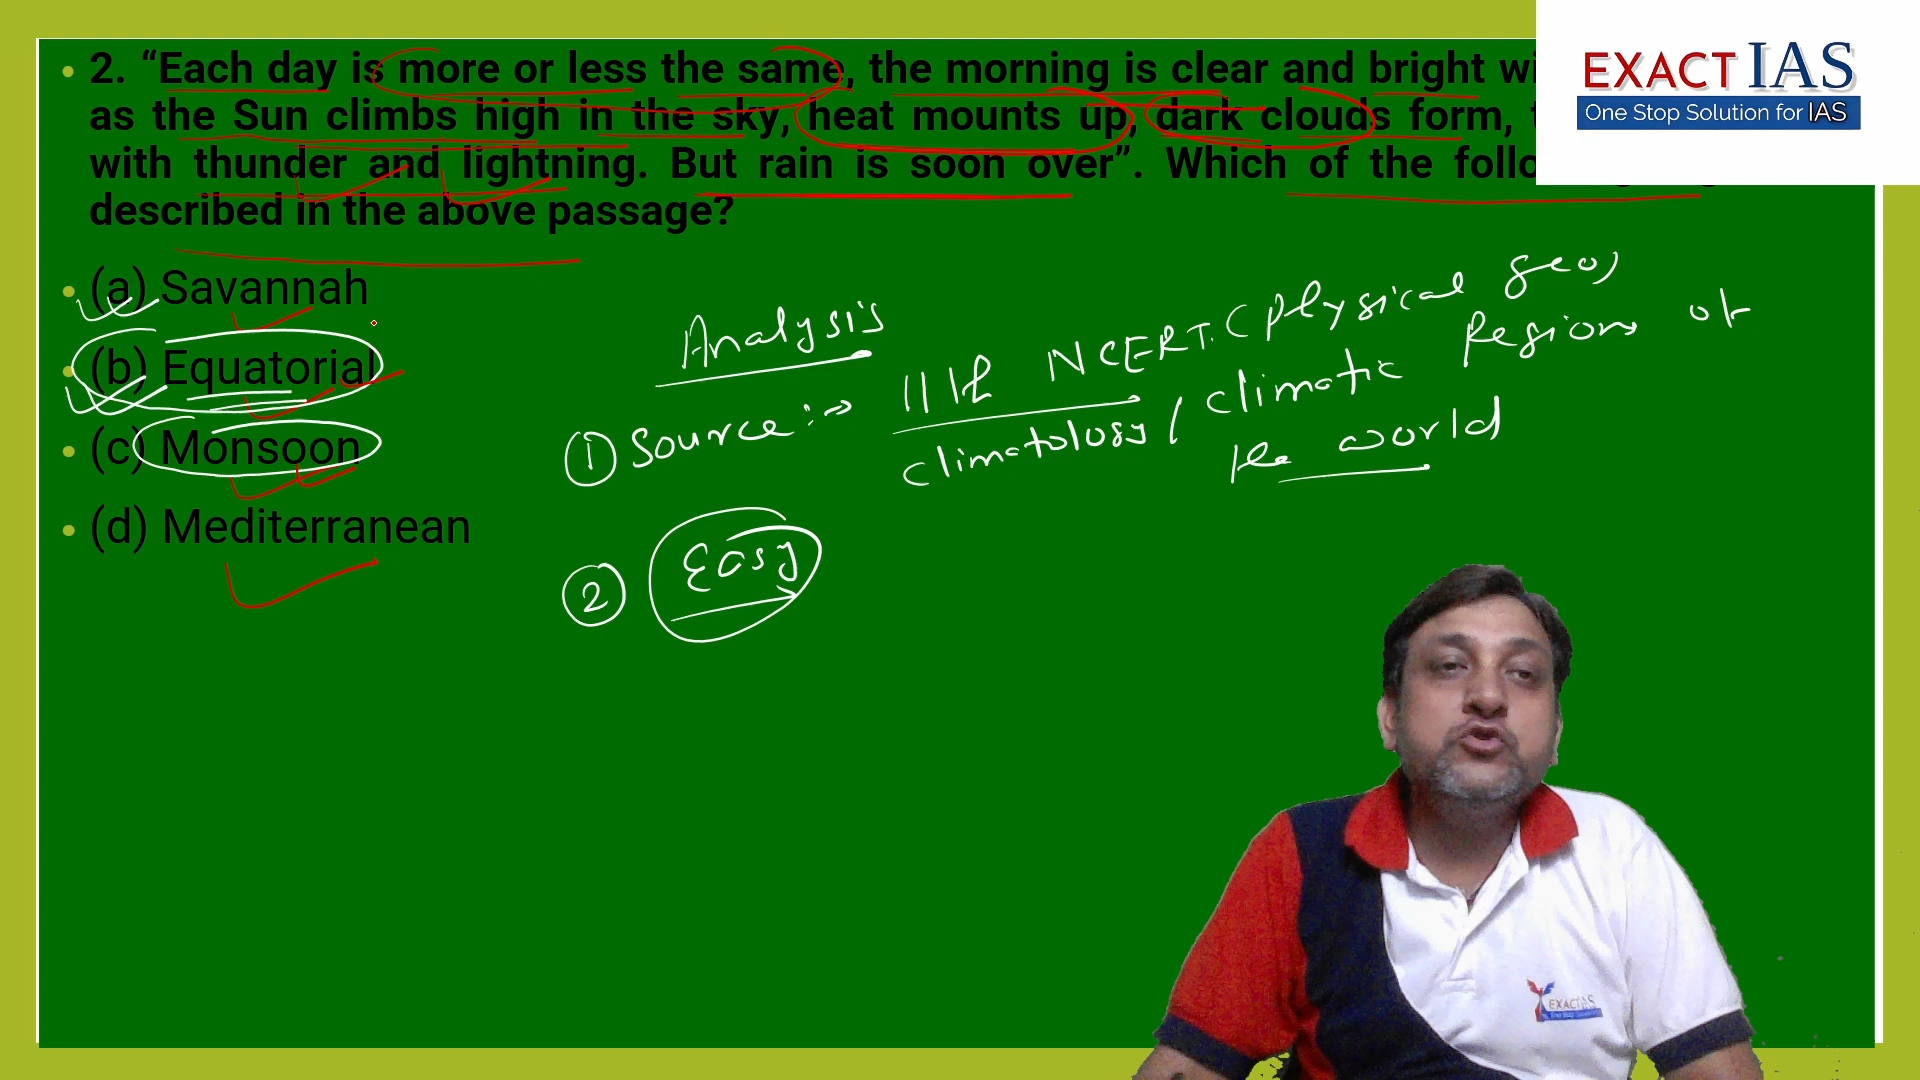 • 2. “Each day is more or less the same, the morning is clear and bright
as the Sun climbs high in the sky, heat mounts up, dark clouds form,
with thunder and lightning. But rain is soon over”. Which of the
described in the above passage?
• (a) Savannah
• (b) Equatorial
• (c) Monsoon
• (d) Mediterranean
EXACT IAS
One Stop Solution for IAS
Analysis
① Source :→ 11th NCERT (Physical geo)
climatology / climatic Regions of
the world
② Easy
EXACT IAS